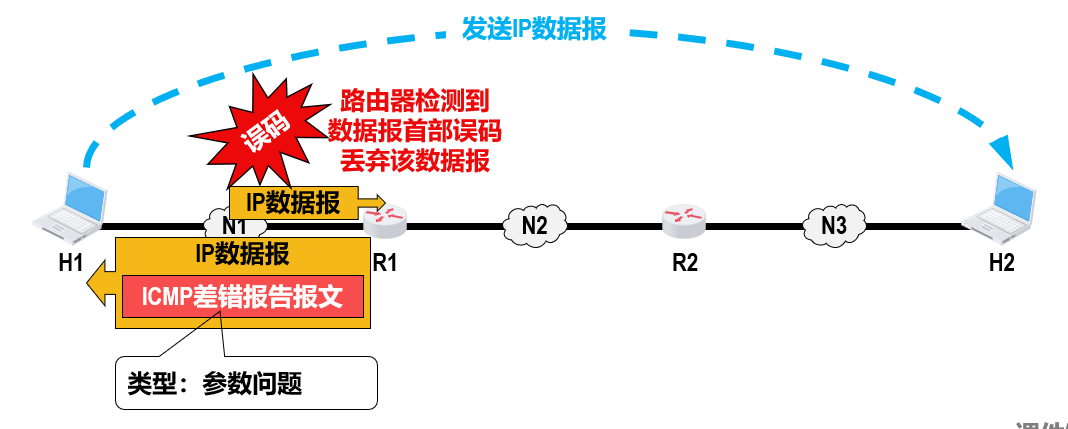 发送IP数据报
误码
路由器检测到
数据报首部误码
丢弃该数据报
IP数据报
N1
N2
N3
H1
IP数据报
R1
R2
H2
ICMP差错报告报文
类型：参数问题